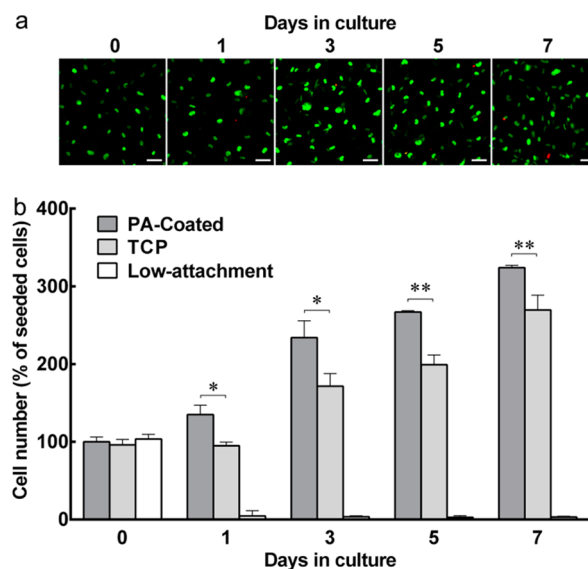 a
Days in culture
0 1 3 5 7
b
Cell number (% of seeded cells)
400
300
200
100
0
PA-Coated
TCP
Low-attachment
*
*
**
**
0 1 3 5 7
Days in culture